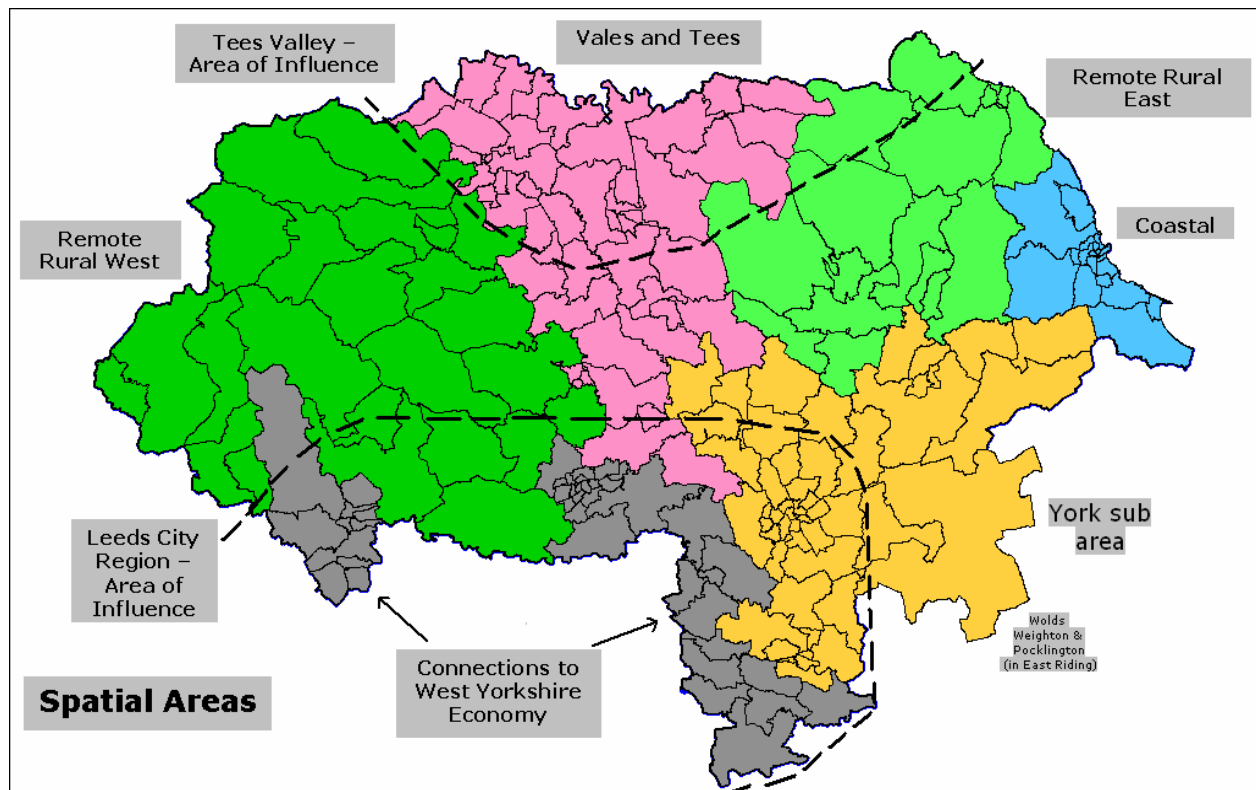 Tees Valley –
Area of Influence
Vales and Tees
Remote Rural
East
Remote
Rural West
Coastal
Leeds City
Region –
Area of
Influence
York sub
area
Wolds
Weighton &
Pocklington
(in East Riding)
Connections to
West Yorkshire
Economy
Spatial Areas